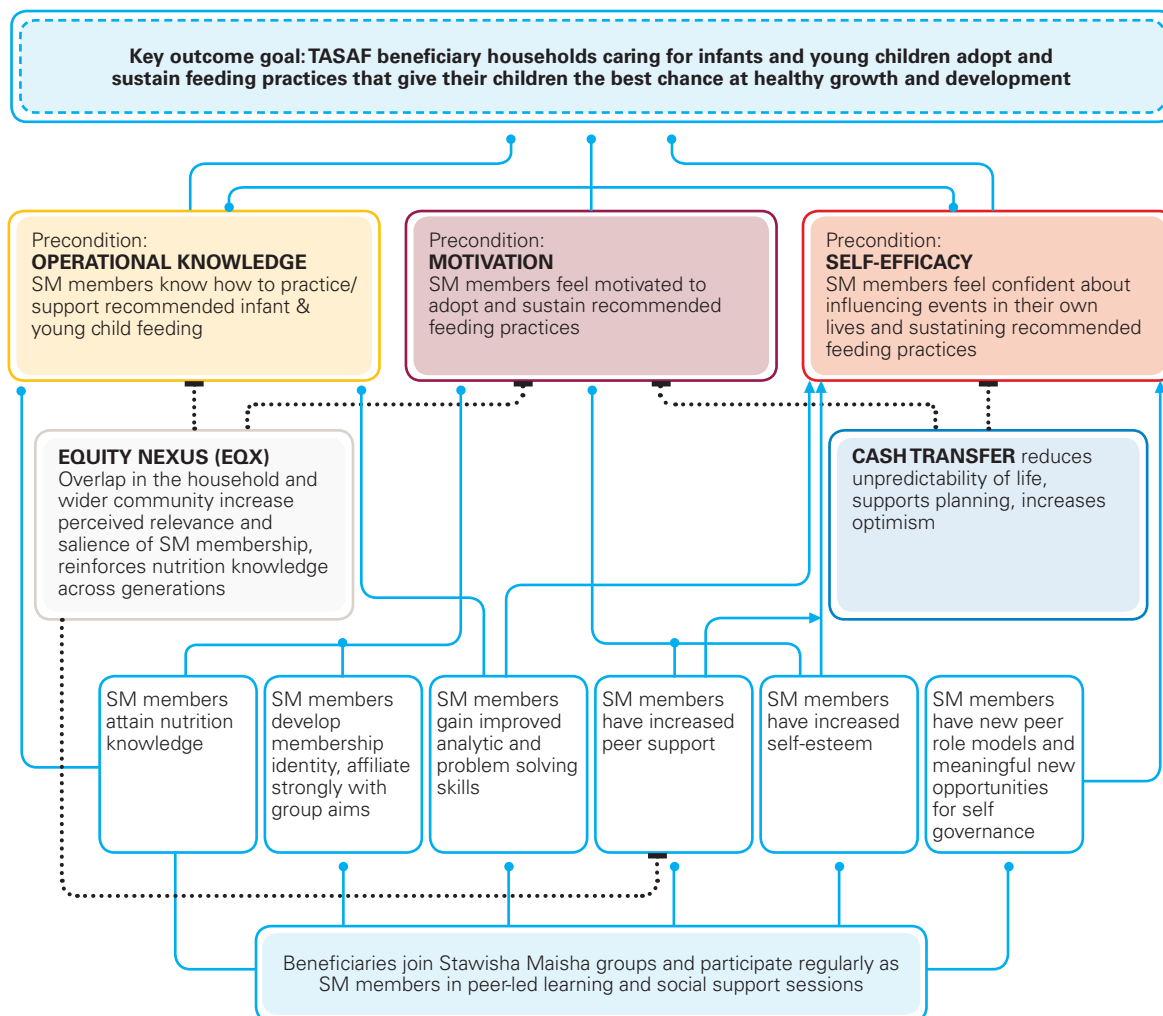 Key outcome goal: TASAF beneficiary households caring for infants and young children adopt and
sustain feeding practices that give their children the best chance at healthy growth and development
Precondition:
OPERATIONAL KNOWLEDGE
SM members know how to practice/
support recommended infant &
young child feeding
Precondition:
MOTIVATION
SM members feel motivated to
adopt and sustain recommended
feeding practices
Precondition:
SELF-EFFICACY
SM members feel confident about
influencing events in their own
lives and sustatining recommended
feeding practices
EQUITY NEXUS (EQX)
Overlap in the household and
wider community increase
perceived relevance and
salience of SM membership,
reinforces nutrition knowledge
across generations
CASH TRANSFER reduces
unpredictability of life,
supports planning, increases
optimism
SM members
attain nutrition
knowledge
SM members
develop
membership
identity, affiliate
strongly with
group aims
SM members
gain improved
analytic and
problem solving
skills
SM members
have increased
peer support
SM members
have increased
self-esteem
SM members
have new peer
role models and
meaningful new
opportunities
for self
governance
Beneficiaries join Stawisha Maisha groups and participate regularly as
SM members in peer-led learning and social support sessions